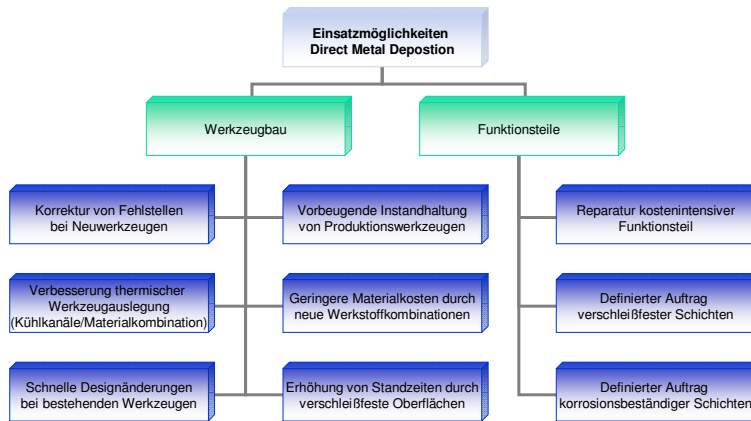 Einsatzmöglichkeiten
Direct Metal Depostion
Werkzeugbau
Funktionsteile
Korrektur von Fehlstellen
bei Neuwerkzeugen
Vorbeugende Instandhaltung
von Produktionswerkzeugen
Reparatur kostenintensiver
Funktionsteil
Verbesserung thermischer
Werkzeugauslegung
(Kühlkanäle/Materialkombination)
Geringere Materialkosten durch
neue Werkstoffkombinationen
Definierter Auftrag
verschleißfester Schichten
Schnelle Designänderungen
bei bestehenden Werkzeugen
Erhöhung von Standzeiten durch
verschleißfeste Oberflächen
Definierter Auftrag
korrosionsbeständiger Schichten